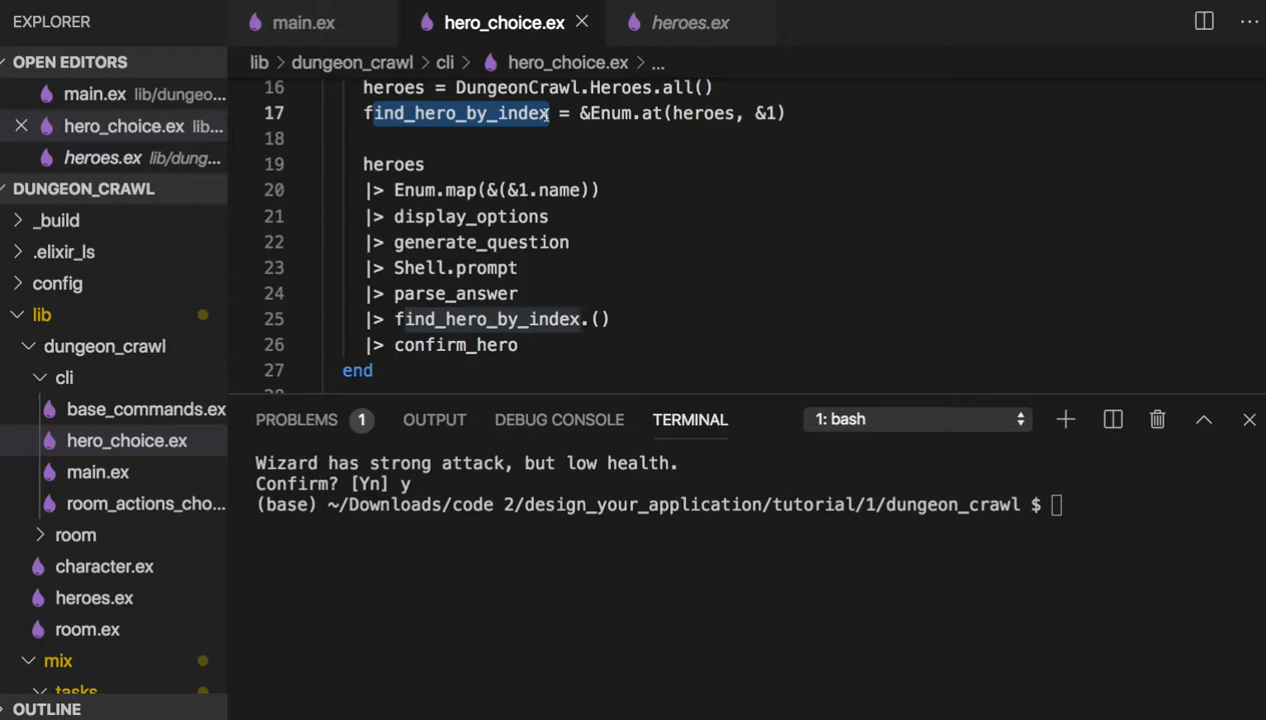 EXPLORER
OPEN EDITORS
main.ex lib/dungeo...
hero_choice.ex lib...
heroes.ex lib/dung...
DUNGEON_CRAWL
_build
.elixir_ls
config
lib
dungeon_crawl
cli
base_commands.ex
hero_choice.ex
main.ex
room_actions_cho...
room
character.ex
heroes.ex
room.ex
mix
tasks
OUTLINE
main.ex hero_choice.ex heroes.ex
lib > dungeon_crawl > cli > hero_choice.ex > ...
16 heroes = DungeonCrawl.Heroes.all()
17 find_hero_by_index = &Enum.at(heroes, &1)
18
19 heroes
20 |> Enum.map(&(&1.name))
21 |> display_options
22 |> generate_question
23 |> Shell.prompt
24 |> parse_answer
25 |> find_hero_by_index.()
26 |> confirm_hero
27 end
PROBLEMS 1 OUTPUT DEBUG CONSOLE TERMINAL 1: bash
Wizard has strong attack, but low health.
Confirm? [Yn] y
(base) ~/Downloads/code 2/design_your_application/tutorial/1/dungeon_crawl $